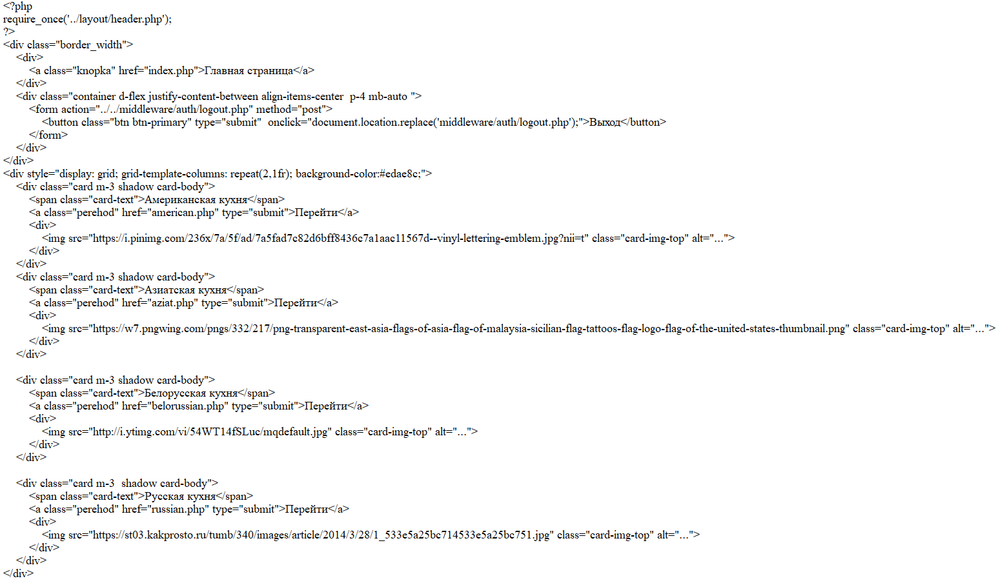 <?php
require_once('../layout/header.php');
?>
<div class="border_width">
<div>
<a class="knopka" href="index.php">Главная страница</a>
</div>
<div class="container d-flex justify-content-between align-items-center  p-4 mb-auto ">
<form action="../../middleware/auth/logout.php" method="post">
<button class="btn btn-primary" type="submit"  onclick="document.location.replace('middleware/auth/logout.php');">Выход</button>
</form>
</div>
</div>
<div style="display: grid; grid-template-columns: repeat(2,1fr); background-color:#edae8c;">
<div class="card m-3 shadow card-body">
<span class="card-text">Американская кухня</span>
<a class="perehod" href="american.php" type="submit">Перейти</a>
<div>
<img src="https://i.pinimg.com/236x/7a/5f/ad/7a5fad7c82d6bff8436c7a1aac11567d--vinyl-lettering-emblem.jpg?nii=t" class="card-img-top" alt="...">
</div>
</div>
<div class="card m-3 shadow card-body">
<span class="card-text">Азиатская кухня</span>
<a class="perehod" href="aziat.php" type="submit">Перейти</a>
<div>
<img src="https://w7.pngwing.com/pngs/332/217/png-transparent-east-asia-flags-of-asia-flag-of-malaysia-sicilian-flag-tattoos-flag-logo-flag-of-the-united-states-thumbnail.png" class="card-img-top" alt="...">
</div>
</div>
<div class="card m-3 shadow card-body">
<span class="card-text">Белорусская кухня</span>
<a class="perehod" href="belorussian.php" type="submit">Перейти</a>
<div>
<img src="http://i.ytimg.com/vi/54WT14fSLuc/mqdefault.jpg" class="card-img-top" alt="...">
</div>
</div>
<div class="card m-3  shadow card-body">
<span class="card-text">Русская кухня</span>
<a class="perehod" href="russian.php" type="submit">Перейти</a>
<div>
<img src="https://st03.kakprosto.ru/tumb/340/images/article/2014/3/28/1_533e5a25bc714533e5a25bc751.jpg" class="card-img-top" alt="...">
</div>
</div>
</div>